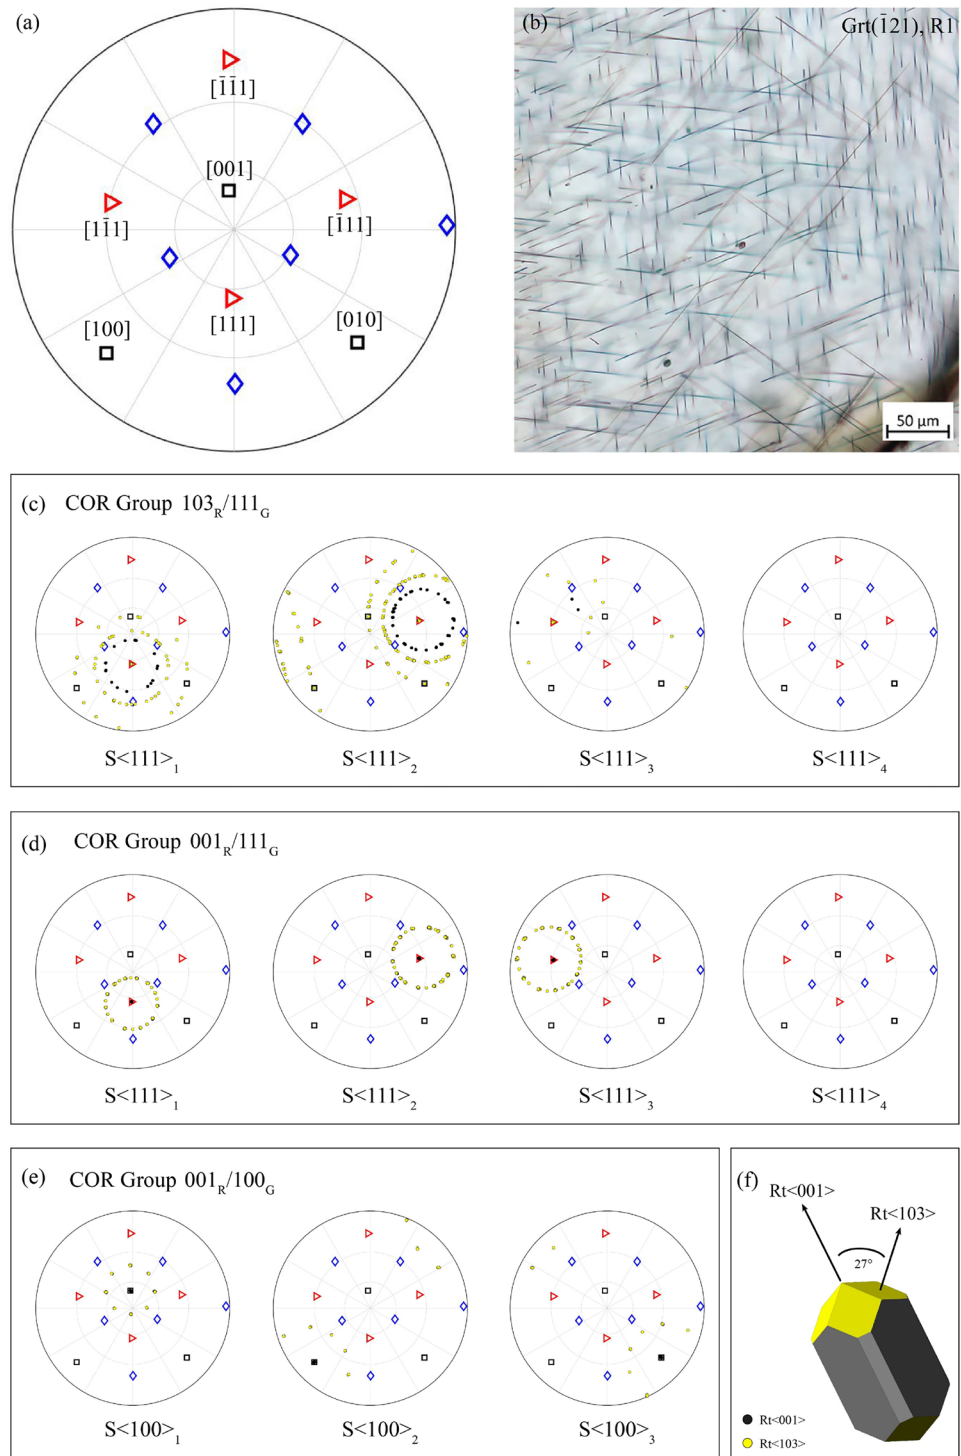 (a)
[1̄1̄1]
[001]
[11̄1]
[1̄11]
[111]
[100]
[010]
(b)
Grt(1̄21), R1
50 µm
(c) COR Group 103R/111G
S<111>1
S<111>2
S<111>3
S<111>4
(d) COR Group 001R/111G
S<111>1
S<111>2
S<111>3
S<111>4
(e) COR Group 001R/100G
S<100>1
S<100>2
S<100>3
(f)
Rt<001>
Rt<103>
27°
Rt<001>
Rt<103>